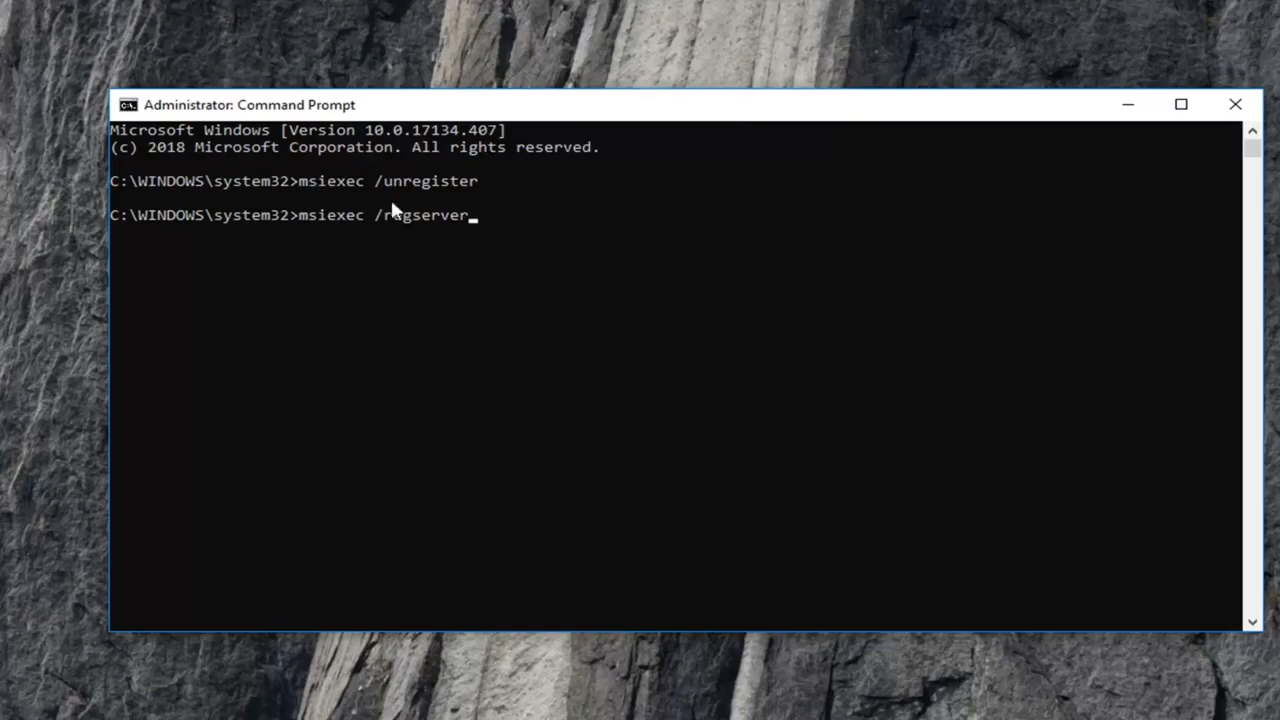 Administrator: Command Prompt
Microsoft Windows [Version 10.0.17134.407]
(c) 2018 Microsoft Corporation. All rights reserved.
C:\WINDOWS\system32>msiexec /unregister
C:\WINDOWS\system32>msiexec /regserver_